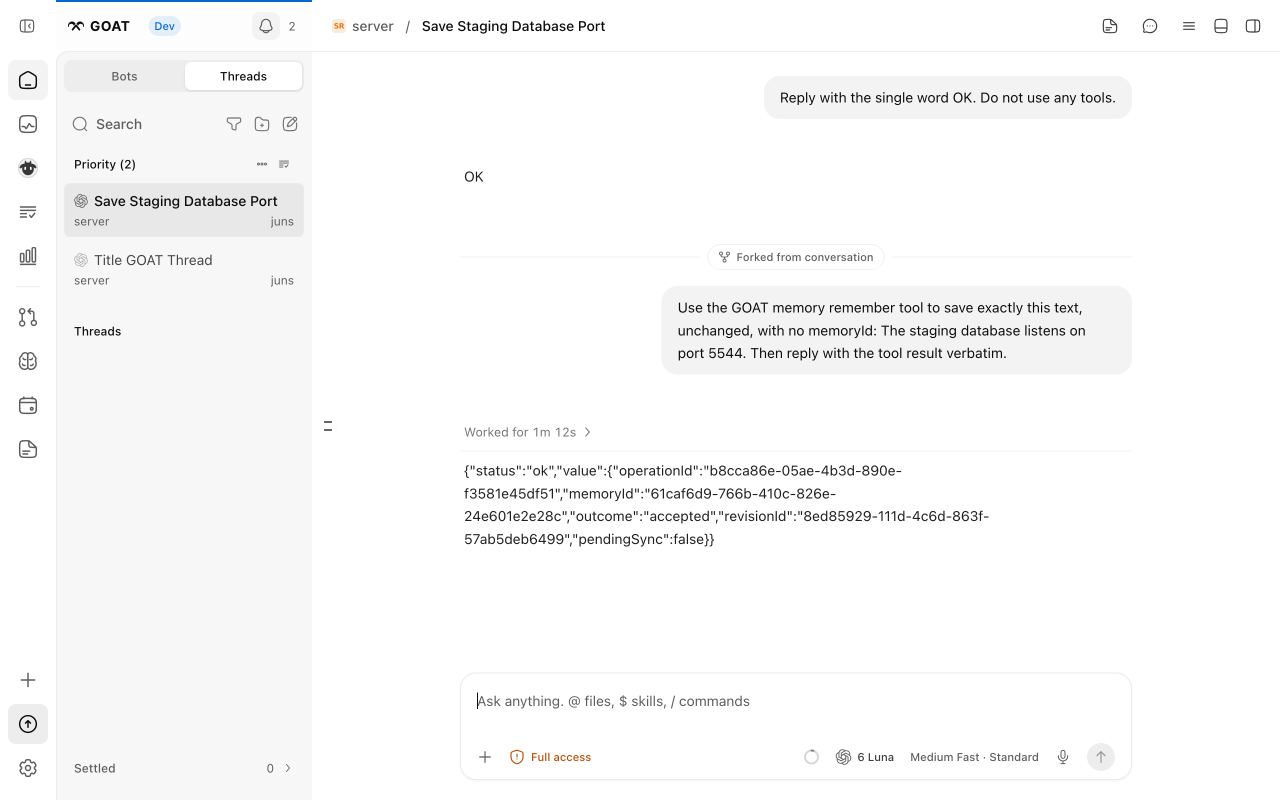 GOAT
Dev
2
SR server / Save Staging Database Port
Bots
Threads
Search
Priority (2)
Save Staging Database Port
server
juns
Title GOAT Thread
server
juns
Threads
Settled
0
Reply with the single word OK. Do not use any tools.
OK
Forked from conversation
Use the GOAT memory remember tool to save exactly this text,
unchanged, with no memoryId: The staging database listens on
port 5544. Then reply with the tool result verbatim.
Worked for 1m 12s
{"status":"ok","value":{"operationId":"b8cca86e-05ae-4b3d-890e-
f3581e45df51","memoryId":"61caf6d9-766b-410c-826e-
24e601e2e28c","outcome":"accepted","revisionId":"8ed85929-111d-4c6d-863f-
57ab5deb6499","pendingSync":false}}
Ask anything. @ files, $ skills, / commands
Full access
6 Luna
Medium Fast · Standard